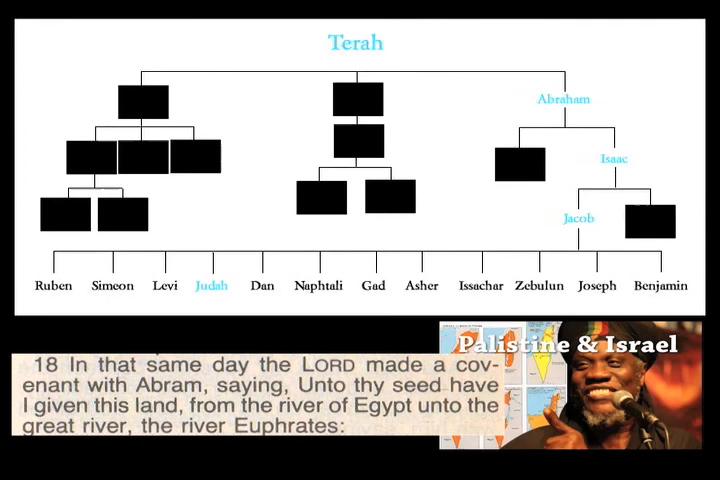 Terah
Abraham
Isaac
Jacob
Ruben Simeon Levi Judah Dan Naphtali Gad Asher Issachar Zebulun Joseph Benjamin
Palistine & Israel
18 In that same day the LORD made a cov-
enant with Abram, saying, Unto thy seed have
I given this land, from the river of Egypt unto the
great river, the river Euphrates: